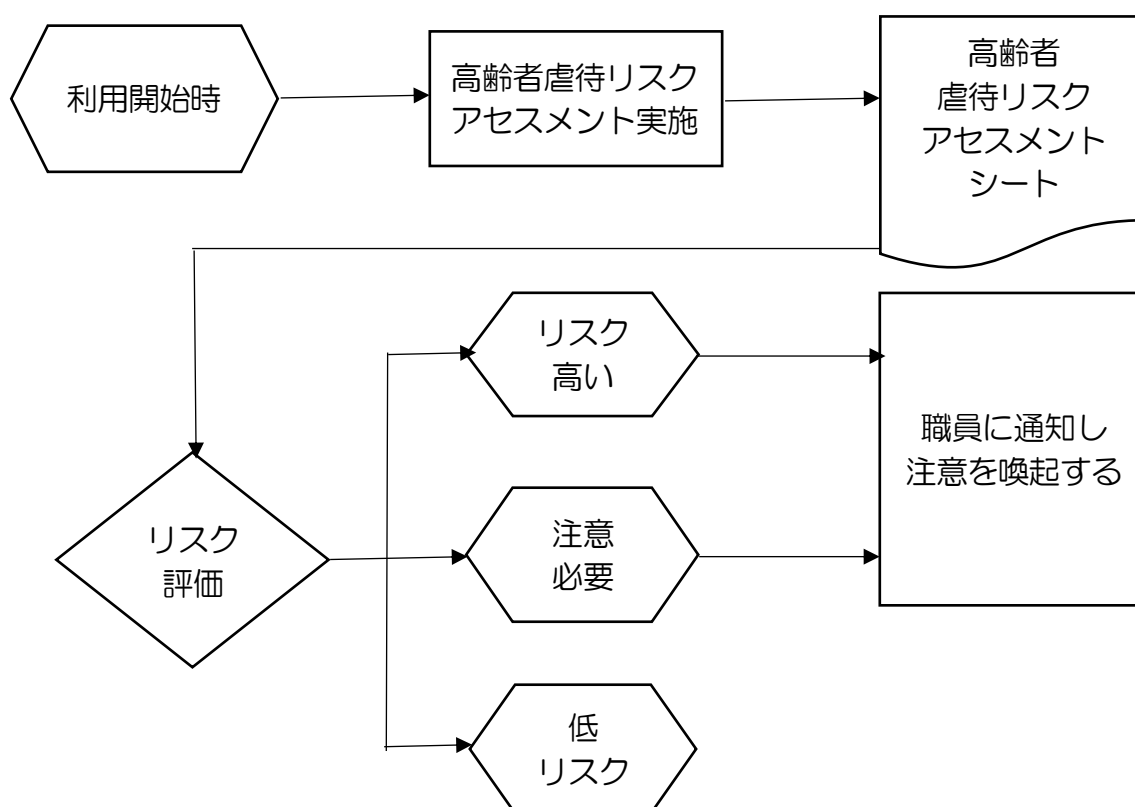 利用開始時
高齢者虐待リスク
アセスメント実施
高齢者
虐待リスク
アセスメント
シート
リスク
高い
職員に通知し
注意を喚起する
リスク
評価
注意
必要
低
リスク